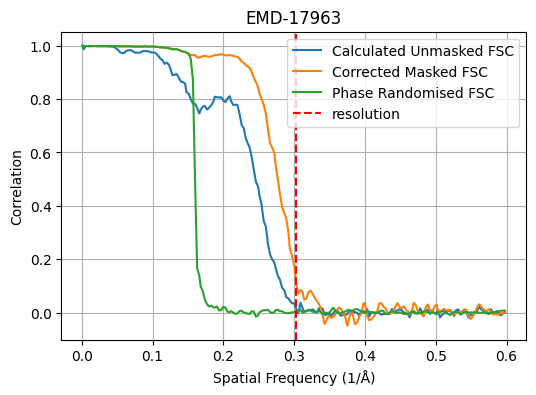 EMD-17963
Calculated Unmasked FSC
Corrected Masked FSC
Phase Randomised FSC
resolution
Correlation
1.0
0.8
0.6
0.4
0.2
0.0
0.0 0.1 0.2 0.3 0.4 0.5 0.6
Spatial Frequency (1/Å)